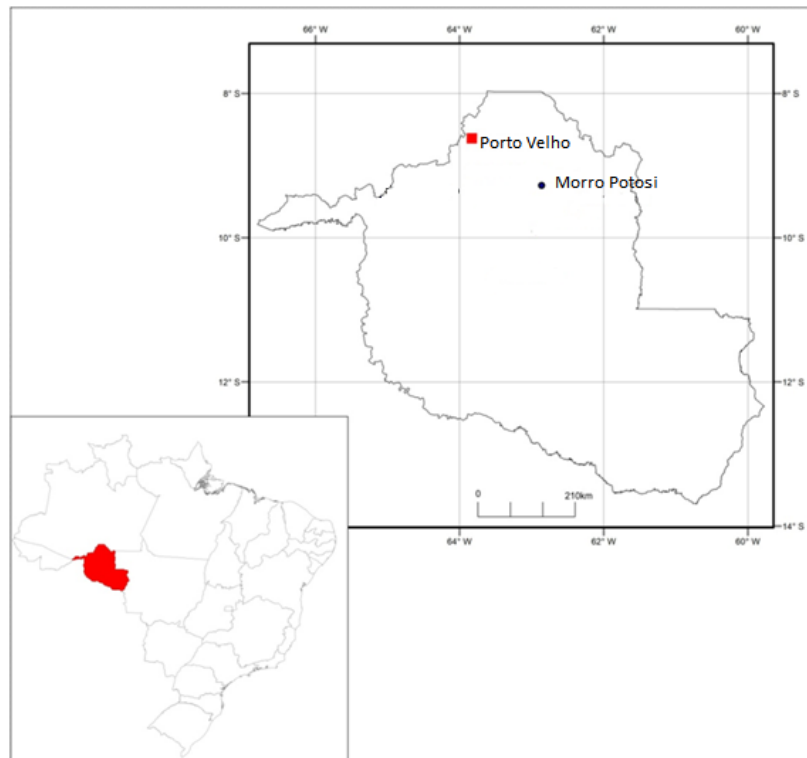 66° W 64° W 62° W 60° W
8° S 8° S
Porto Velho
Morro Potosi
10° S 10° S
12° S 12° S
0 210km
14° S
64° W 62° W 60° W